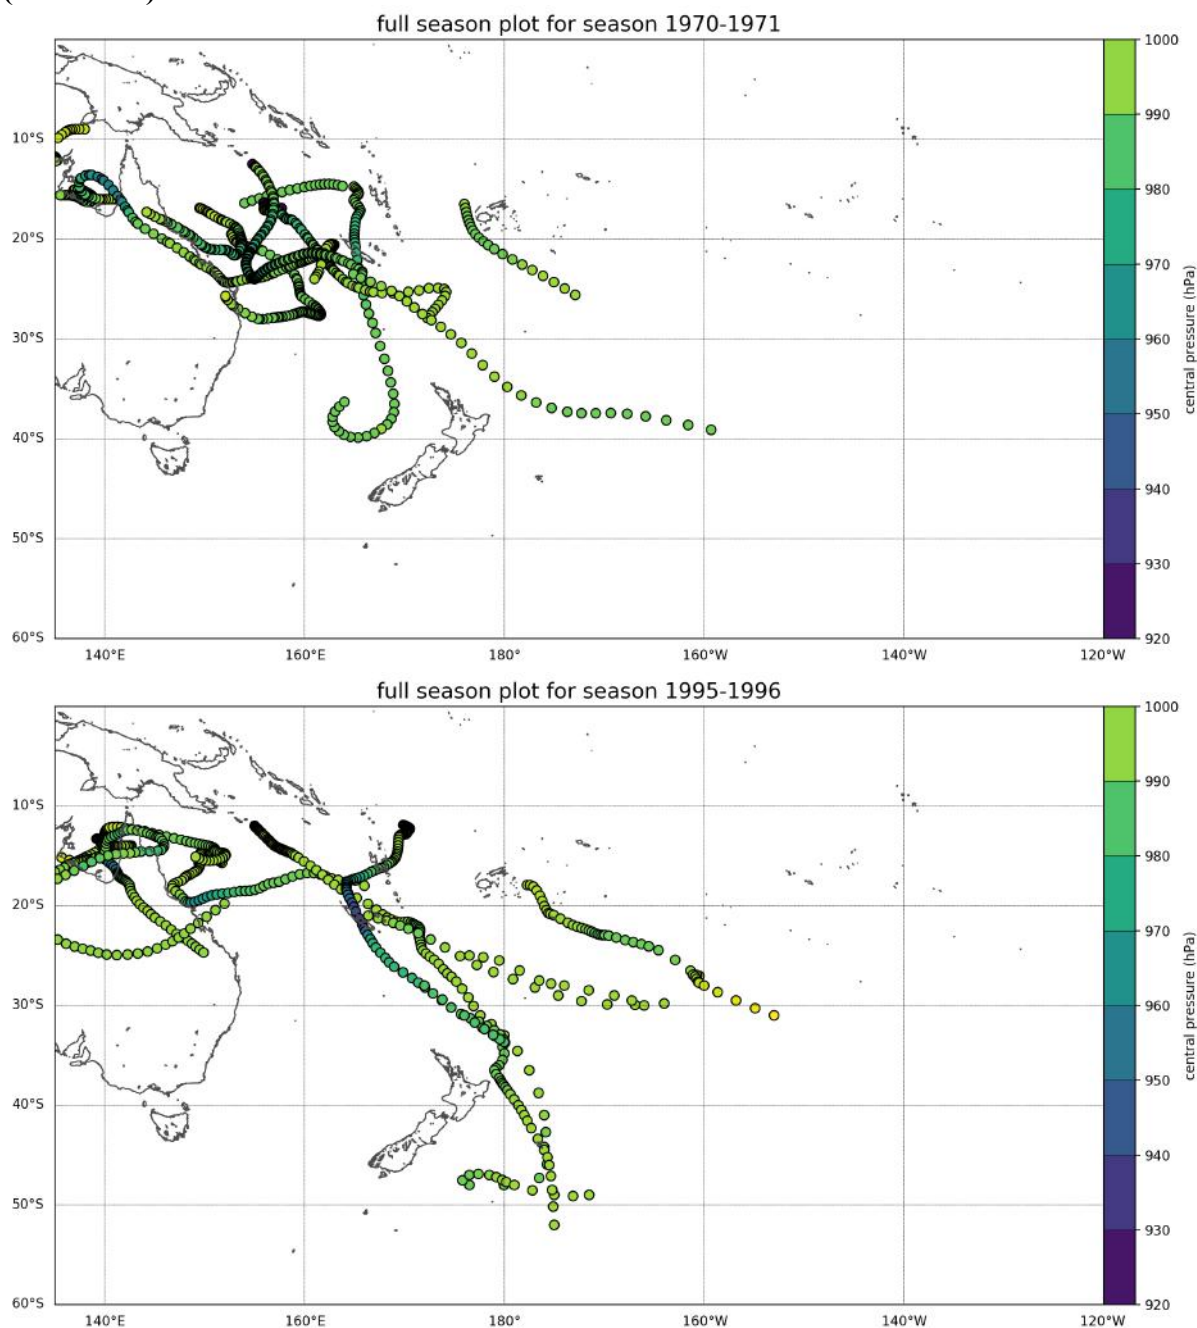 full season plot for season 1970-1971
10°S
20°S
30°S
40°S
50°S
60°S
140°E
160°E
180°
160°W
140°W
120°W
1000
990
980
970
960
950
940
930
920
central pressure (hPa)
full season plot for season 1995-1996
10°S
20°S
30°S
40°S
50°S
60°S
140°E
160°E
180°
160°W
140°W
120°W
1000
990
980
970
960
950
940
930
920
central pressure (hPa)